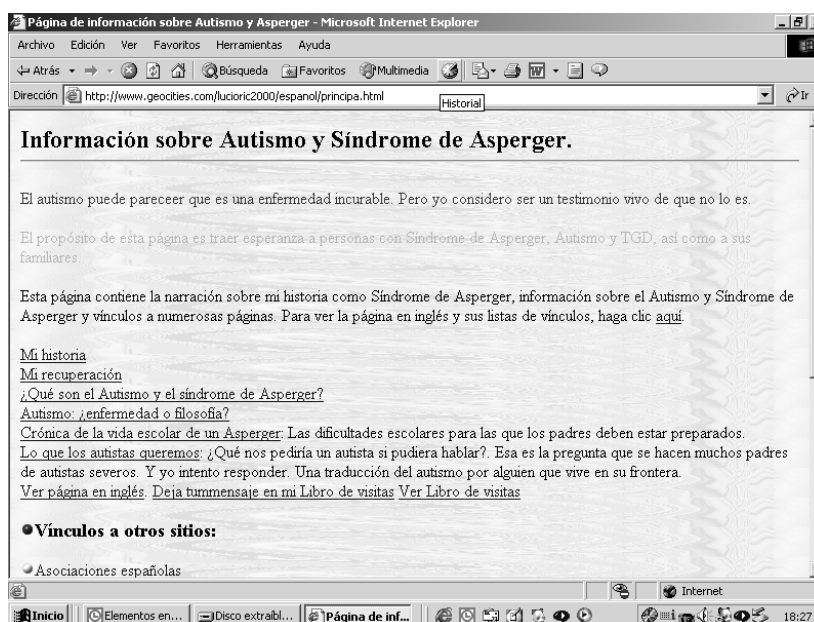 Página de información sobre Autismo y Asperger - Microsoft Internet Explorer
Archivo Edición Ver Favoritos Herramientas Ayuda
Atrás Búsqueda Favoritos Multimedia
Dirección http://www.geocities.com/lucioric2000/espanol/principa.html Ir
Historial
Información sobre Autismo y Síndrome de Asperger.
El autismo puede pareceer que es una enfermedad incurable. Pero yo considero ser un testimonio vivo de que no lo es.
El propósito de esta página es traer esperanza a personas con Síndrome de Asperger, Autismo y TGD, así como a sus
familiares.
Esta página contiene la narración sobre mi historia como Síndrome de Asperger, información sobre el Autismo y Síndrome de
Asperger y vínculos a numerosas páginas. Para ver la página en inglés y sus listas de vínculos, haga clic aquí.
Mi historia
Mi recuperación
¿Qué son el Autismo y el síndrome de Asperger?
Autismo: ¿enfermedad o filosofía?
Crónica de la vida escolar de un Asperger: Las dificultades escolares para las que los padres deben estar preparados.
Lo que los autistas queremos: ¿Qué nos pediría un autista si pudiera hablar?. Esa es la pregunta que se hacen muchos padres
de autistas severos. Y yo intento responder. Una traducción del autismo por alguien que vive en su frontera.
Ver página en inglés. Deja tummensaje en mi Libro de visitas Ver Libro de visitas
Vínculos a otros sitios:
Asociaciones españolas
Internet
Inicio Elementos en... Disco extraíbl... Página de inf... 18:27